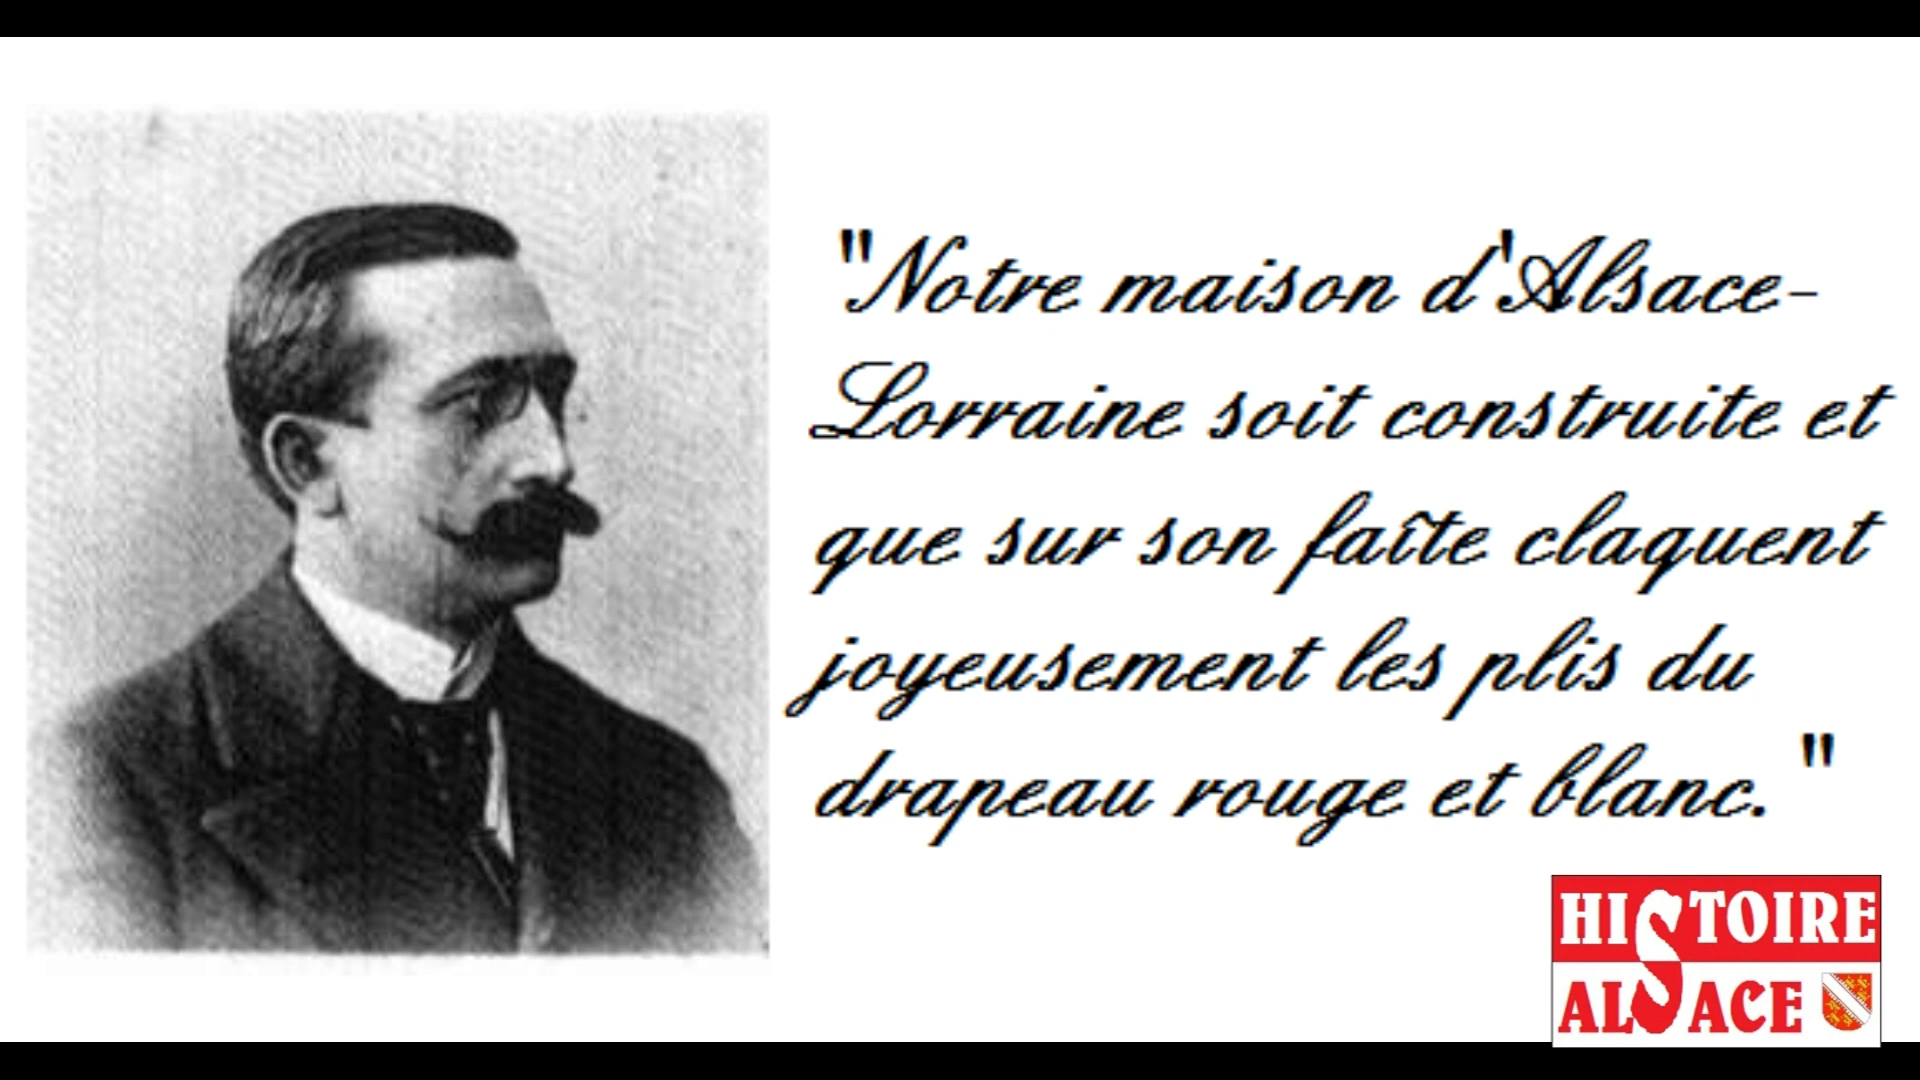 "Notre maison d'Alsace-
Lorraine soit construite et
que sur son faîte claquent
joyeusement les plis du
drapeau rouge et blanc."
HISTOIRE
ALSACE